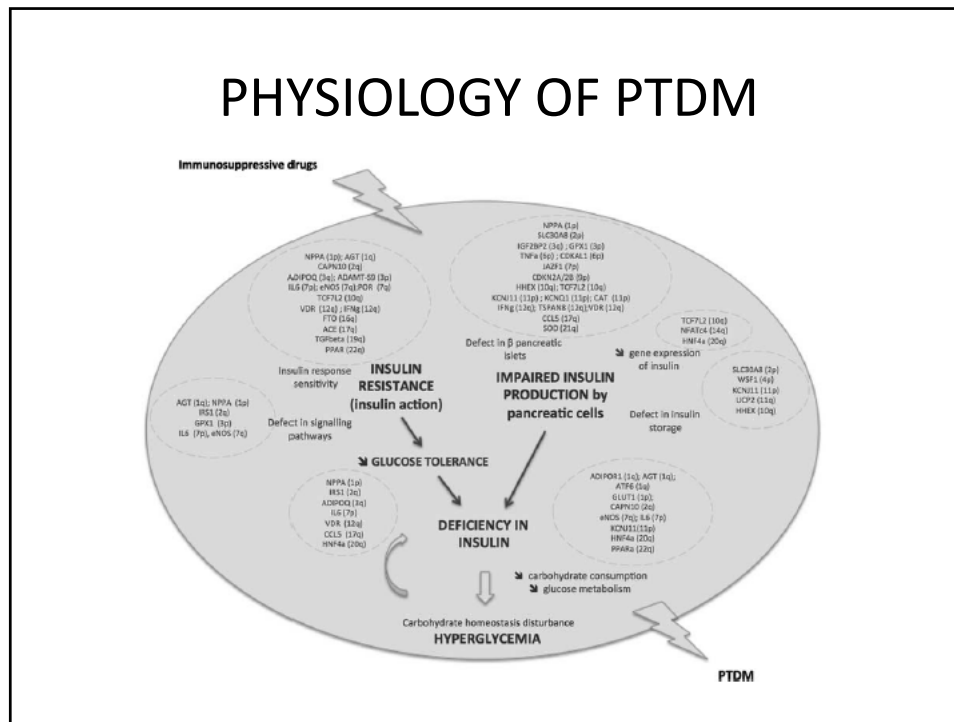 PHYSIOLOGY OF PTDM
Immunosuppressive drugs
NPPA (1p); AGT (1q)
CAPN10 (2q)
ADIPOQ (3q); ADAMT-S9 (3p)
IL6 (7p); eNOS (7q);POR (7q)
TCF7L2 (10q)
VDR (12q) ; IFNg (12q)
FTO (16q)
ACE (17q)
TGFbeta (19q)
PPAR (22q)
Insulin response
sensitivity
NPPA (1p)
SLC30A8 (2p)
IGF2BP2 (3q) ; GPX1 (3p)
TNFa (6p) ; CDKAL1 (6p)
JAZF1 (7p)
CDKN2A/2B (9p)
HHEX (10q); TCF7L2 (10q)
KCNJ11 (11p) ; KCNQ1 (11p); CAT (11p)
IFNg (12q); TSPAN8 (12q);VDR (12q)
CCL5 (17q)
SOD (21q)
Defect in β pancreatic
islets
TCF7L2 (10q)
NFATc4 (14q)
HNF4a (20q)
↘ gene expression
of insulin
INSULIN
RESISTANCE
(insulin action)
IMPAIRED INSULIN
PRODUCTION by
pancreatic cells
SLC30A8 (2p)
WSF1 (4p)
KCNJ11 (11p)
UCP2 (11q)
HHEX (10q)
Defect in insulin
storage
AGT (1q); NPPA (1p)
IRS1 (2q)
GPX1 (3p)
IL6 (7p), eNOS (7q)
Defect in signalling
pathways
↘ GLUCOSE TOLERANCE
NPPA (1p)
IRS1 (2q)
ADIPOQ (3q)
IL6 (7p)
VDR (12q)
CCL5 (17q)
HNF4a (20q)
DEFICIENCY IN
INSULIN
ADIPOR1 (1q); AGT (1q);
ATF6 (1q)
GLUT1 (1p);
CAPN10 (2q)
eNOS (7q); IL6 (7p)
KCNJ11(11p)
HNF4a (20q)
PPARa (22q)
↘ carbohydrate consumption
↘ glucose metabolism
Carbohydrate homeostasis disturbance
HYPERGLYCEMIA
PTDM